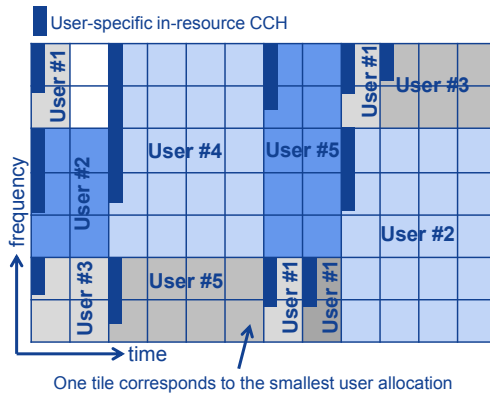 User-specific in-resource CCH
User #1
User #1
User #3
User #2
User #4
User #5
User #2
User #3
User #5
User #1
User #1
frequency
time
One tile corresponds to the smallest user allocation